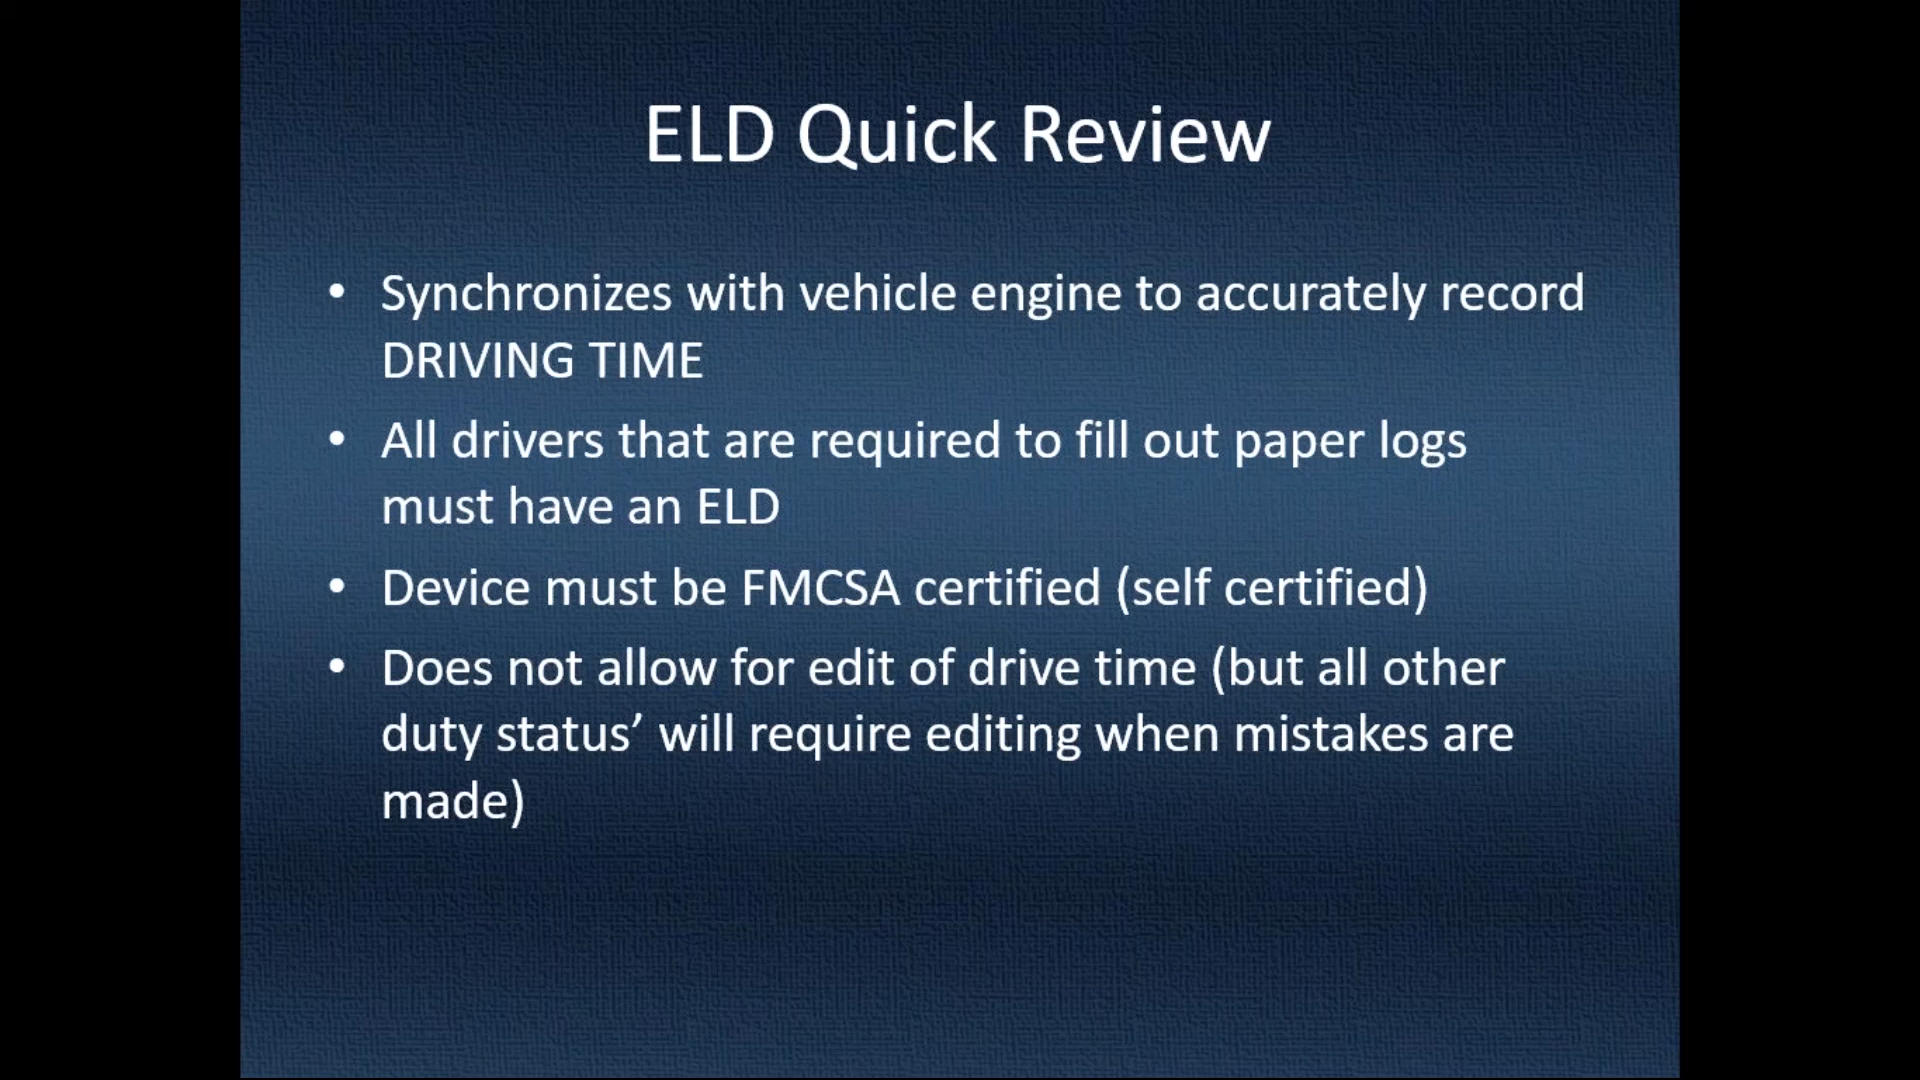 ELD Quick Review
• Synchronizes with vehicle engine to accurately record
DRIVING TIME
• All drivers that are required to fill out paper logs
must have an ELD
• Device must be FMCSA certified (self certified)
• Does not allow for edit of drive time (but all other
duty status’ will require editing when mistakes are
made)